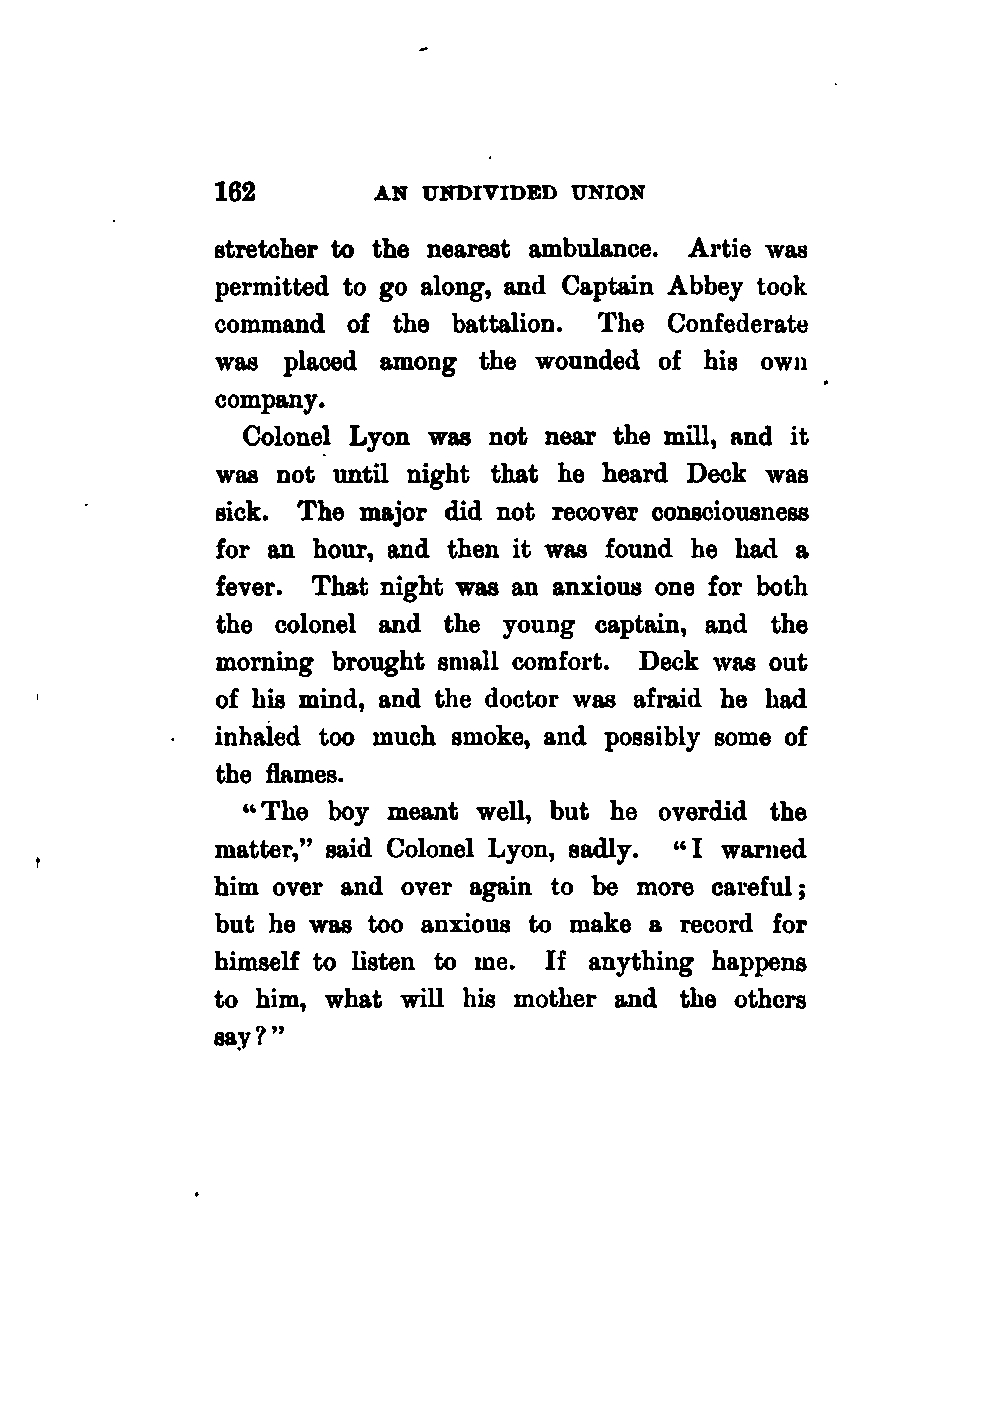 162 AN UNDIVIDED UNION
stretcher to the nearest ambulance. Artie was
permitted to go along, and Captain Abbey took
command of the battalion. The Confederate
was placed among the wounded of his own
company.
Colonel Lyon was not near the mill, and it
was not until night that he heard Deck was
sick. The major did not recover consciousness
for an hour, and then it was found he had a
fever. That night was an anxious one for both
the colonel and the young captain, and the
morning brought small comfort. Deck was out
of his mind, and the doctor was afraid he had
inhaled too much smoke, and possibly some of
the flames.
“The boy meant well, but he overdid the
matter,” said Colonel Lyon, sadly. “I warned
him over and over again to be more careful;
but he was too anxious to make a record for
himself to listen to me. If anything happens
to him, what will his mother and the others
say?”